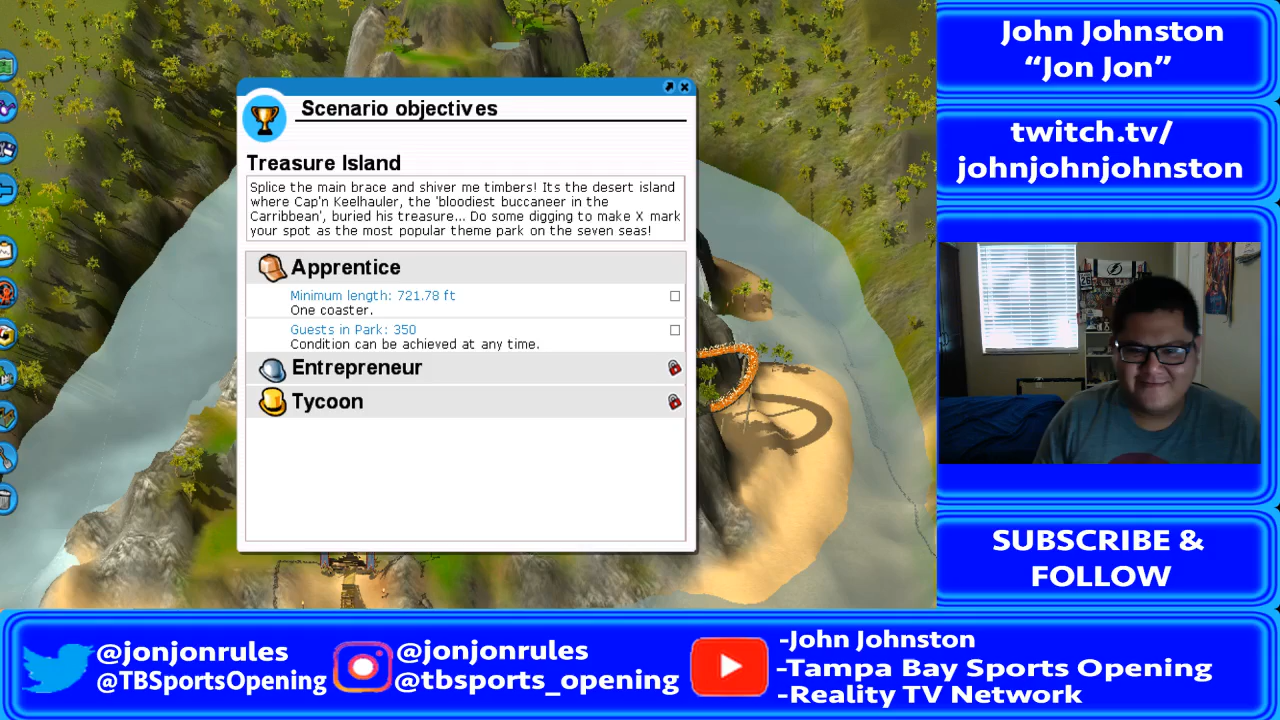 Scenario objectives
Treasure Island
Splice the main brace and shiver me timbers! Its the desert island
where Cap'n Keelhauler, the 'bloodiest buccaneer in the
Carribbean', buried his treasure... Do some digging to make X mark
your spot as the most popular theme park on the seven seas!
Apprentice
Minimum length: 721.78 ft
One coaster.
Guests in Park: 350
Condition can be achieved at any time.
Entrepreneur
Tycoon
John Johnston
“Jon Jon”
twitch.tv/
johnjohnjohnston
SUBSCRIBE &
FOLLOW
@jonjonrules
@TBSportsOpening
@jonjonrules
@tbsports_opening
-John Johnston
-Tampa Bay Sports Opening
-Reality TV Network